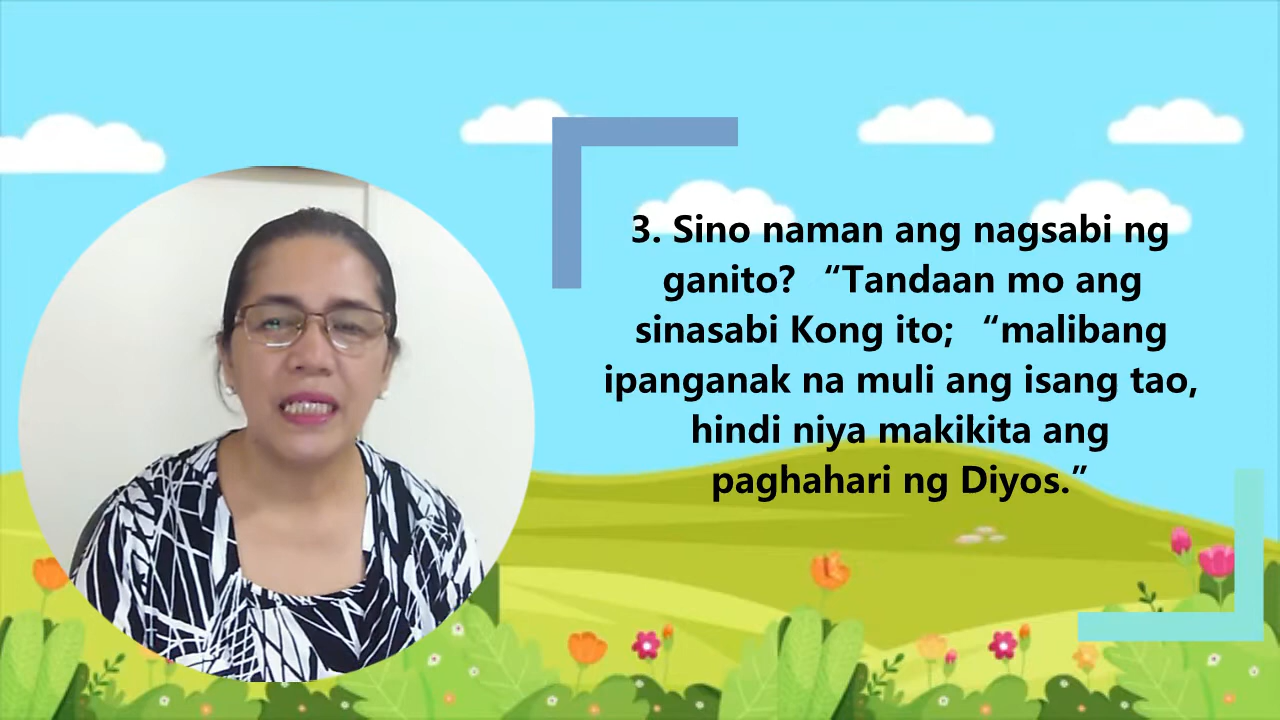 3. Sino naman ang nagsabi ng
ganito? “Tandaan mo ang
sinasabi Kong ito; “malibang
ipanganak na muli ang isang tao,
hindi niya makikita ang
paghahari ng Diyos.”